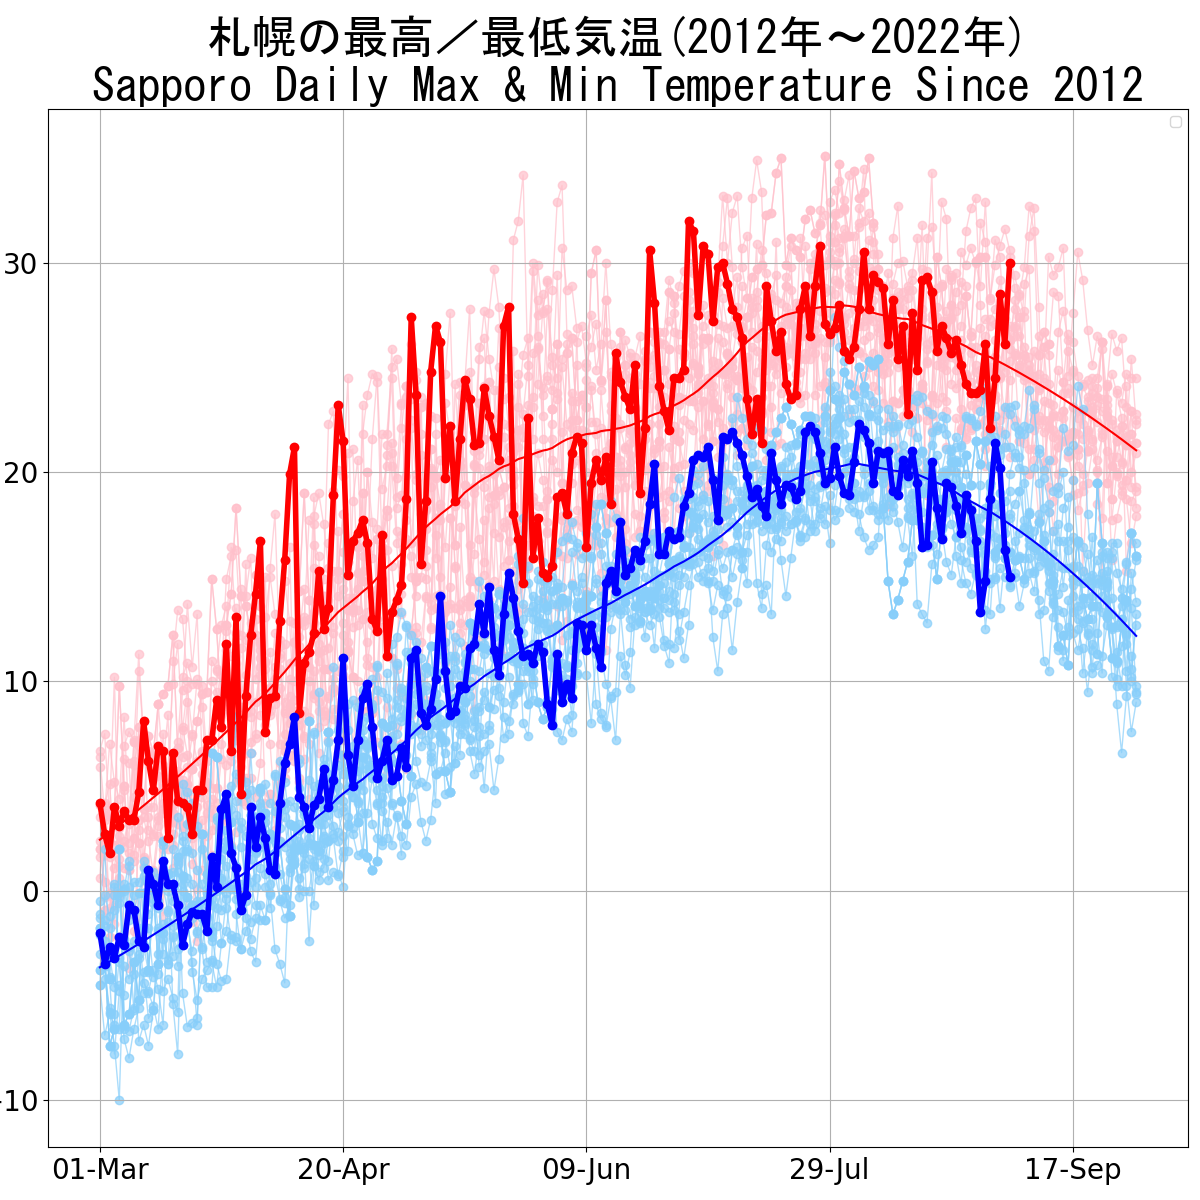 札幌の最高／最低気温(2012年～2022年)
Sapporo Daily Max & Min Temperature Since 2012
30
20
10
0
-10
01-Mar
20-Apr
09-Jun
29-Jul
17-Sep